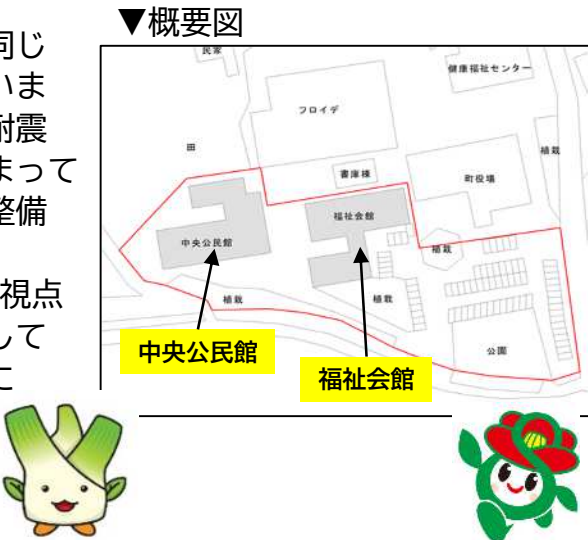 ▼概要図
同じ
いま
耐震
まって
整備
視点
して
に
民家
健康福祉センター
フロイデ
田
植栽
書庫棟
町役場
福祉会館
中央公民館
植栽
植栽
植栽
公園
中央公民館
福祉会館